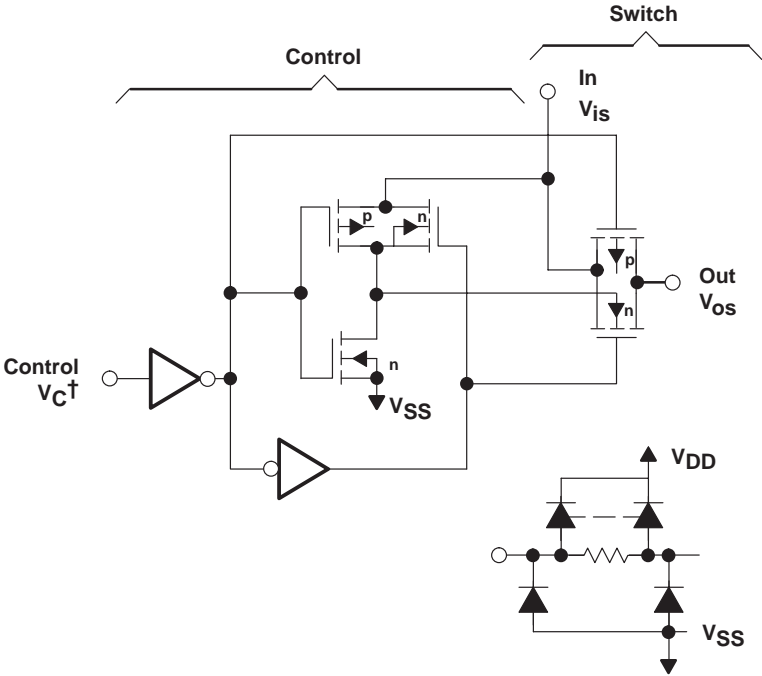 Switch
Control
In
Vis
p
n
p
n
Out
Vos
n
Control
VC†
VSS
VDD
VSS